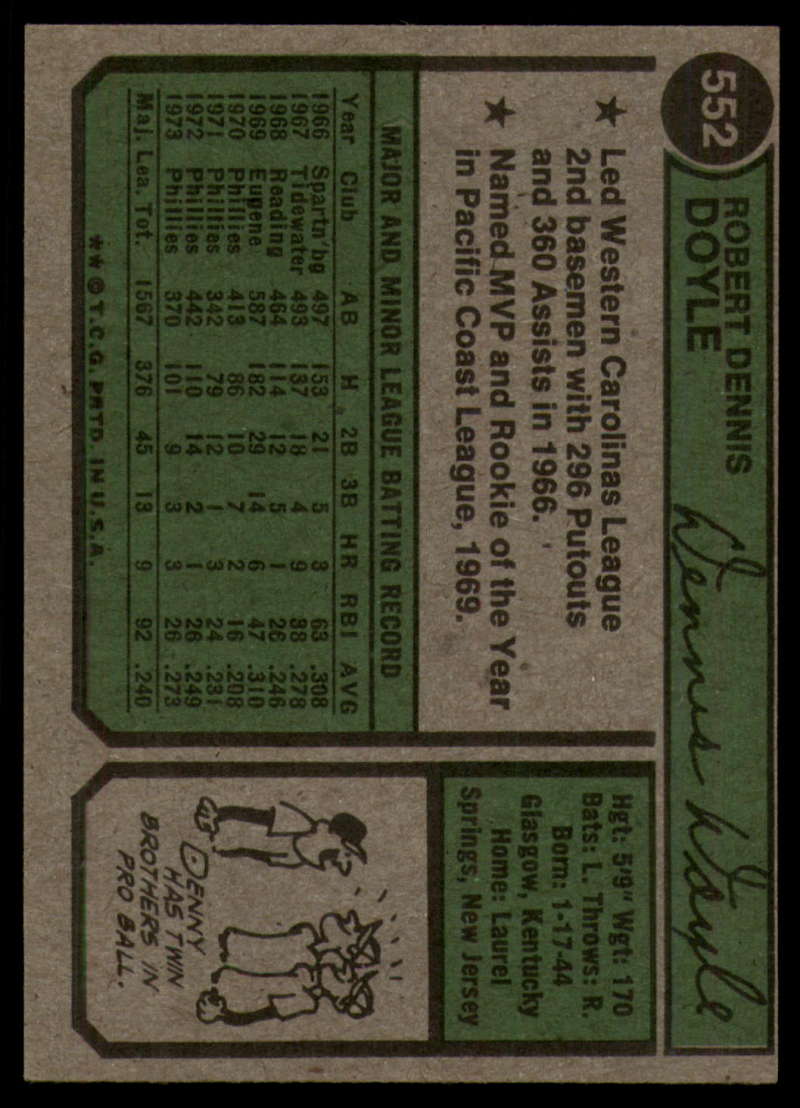 552
ROBERT DENNIS
DOYLE
Dennis Doyle
★ Led Western Carolinas League
2nd basemen with 296 Putouts
and 360 Assists in 1966.
★ Named MVP and Rookie of the Year
in Pacific Coast League, 1969.
Hgt: 5'9" Wgt: 170
Bats: L. Throws: R.
Born: 1-17-44
Glasgow, Kentucky
Home: Laurel
Springs, New Jersey
MAJOR AND MINOR LEAGUE BATTING RECORD
Year Club AB H 2B 3B HR RBI AVG
1966 Spartn'bg 497 153 21 5 3 63 .308
1967 Tidewater 493 137 18 4 9 38 .278
1968 Reading 464 114 12 5 1 26 .246
1969 Eugene 587 182 29 14 6 47 .310
1970 Phillies 413 86 10 7 2 16 .208
1971 Phillies 342 79 12 1 3 24 .231
1972 Phillies 442 110 14 2 1 26 .249
1973 Phillies 370 101 9 3 3 26 .273
Maj. Lea. Tot. 1567 376 45 13 9 92 .240
★★©T.C.G. PRTD. IN U.S.A.
DENNY
HAS TWIN
BROTHERS IN
PRO BALL.